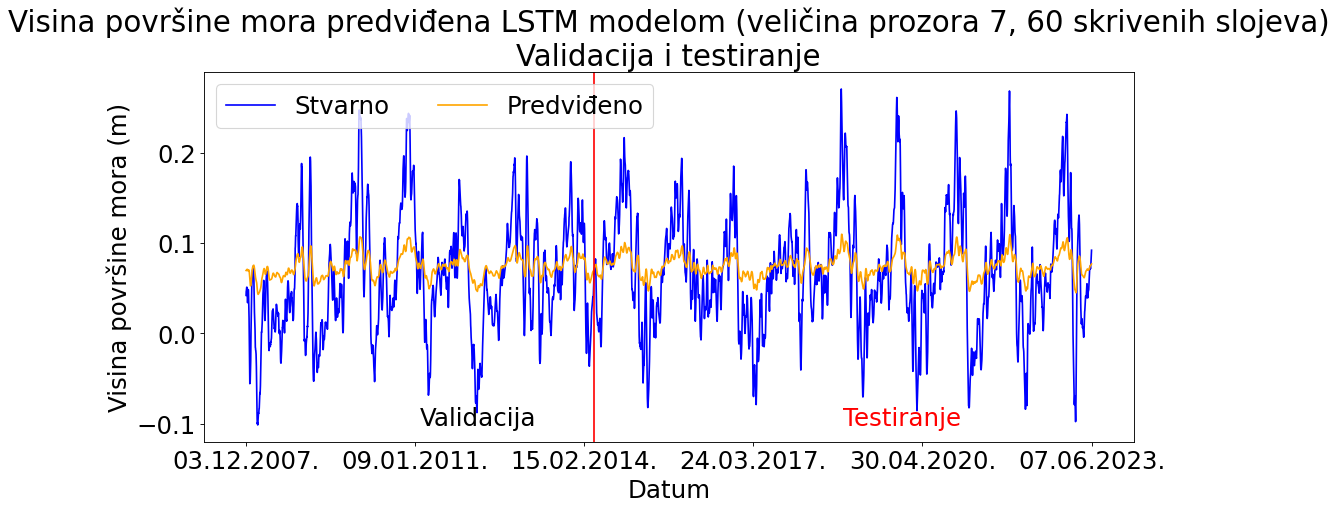 Visina površine mora predviđena LSTM modelom (veličina prozora 7, 60 skrivenih slojeva)
Validacija i testiranje
Stvarno
Predviđeno
Visina površine mora (m)
0.2
0.1
0.0
−0.1
Validacija
Testiranje
03.12.2007.
09.01.2011.
15.02.2014.
24.03.2017.
30.04.2020.
07.06.2023.
Datum